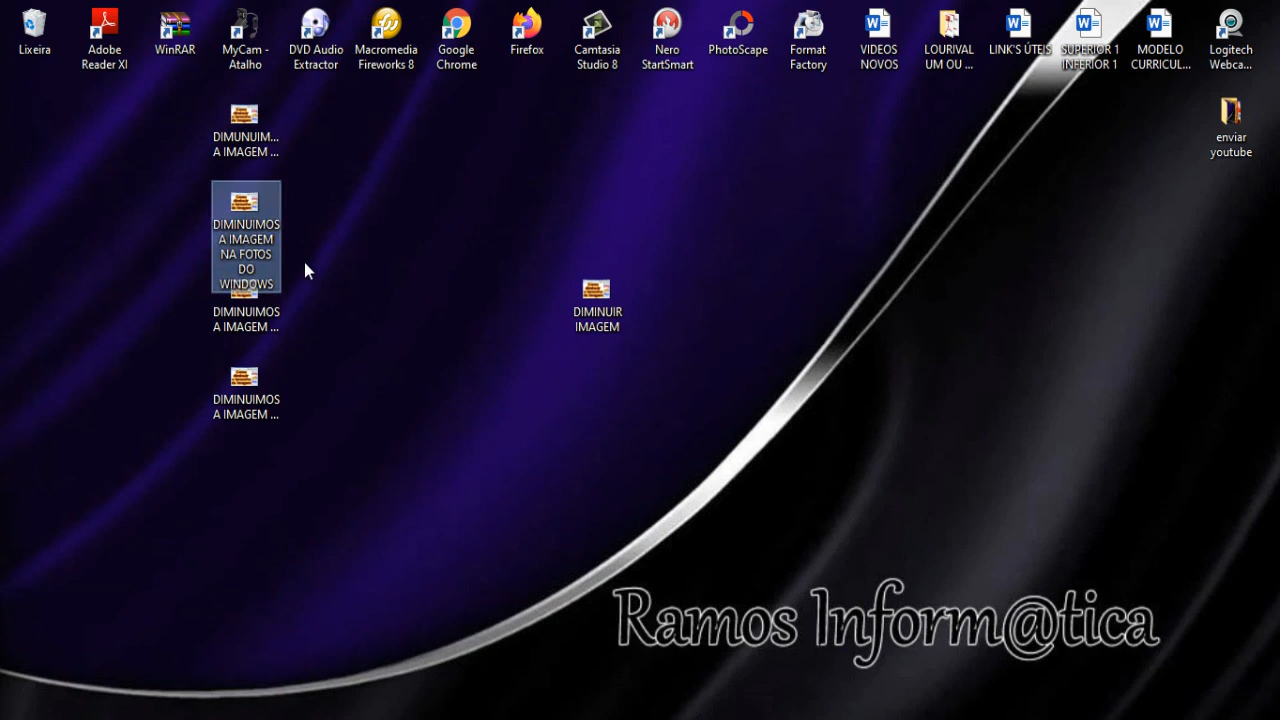 Lixeira
Adobe
Reader XI
WinRAR
MyCam -
Atalho
DVD Audio
Extractor
Macromedia
Fireworks 8
Google
Chrome
Firefox
Camtasia
Studio 8
Nero
StartSmart
PhotoScape
Format
Factory
VIDEOS
NOVOS
LOURIVAL
UM OU ...
LINK'S ÚTEIS
SUPERIOR 1
INFERIOR 1
MODELO
CURRICUL...
Logitech
Webca...
DIMUNUIM...
A IMAGEM ...
enviar
youtube
DIMINUIMOS
A IMAGEM
NA FOTOS
DO
WINDOWS
DIMINUIMOS
A IMAGEM ...
DIMINUIR
IMAGEM
DIMINUIMOS
A IMAGEM ...
Ramos Inform@tica